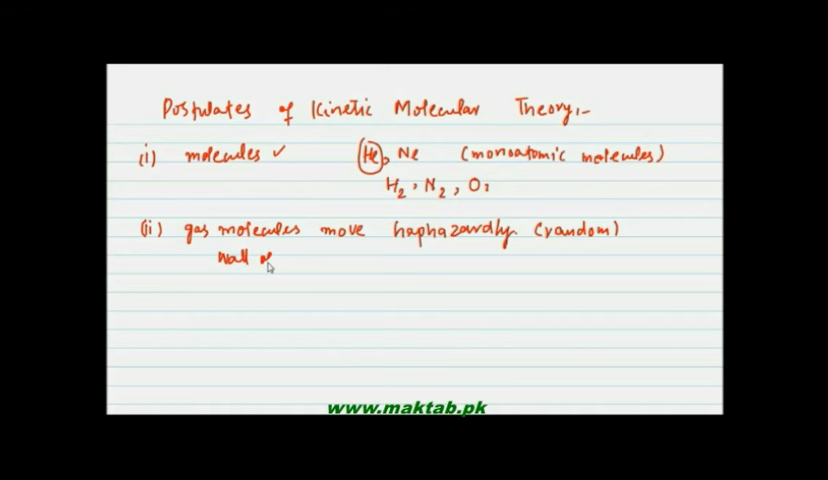 Postulates of Kinetic Molecular Theory,-
(i) molecules ✓ He, Ne (monoatomic molecules)
H₂, N₂, O₂
(ii) gas molecules move haphazardly. (random)
Wall
www.maktab.pk